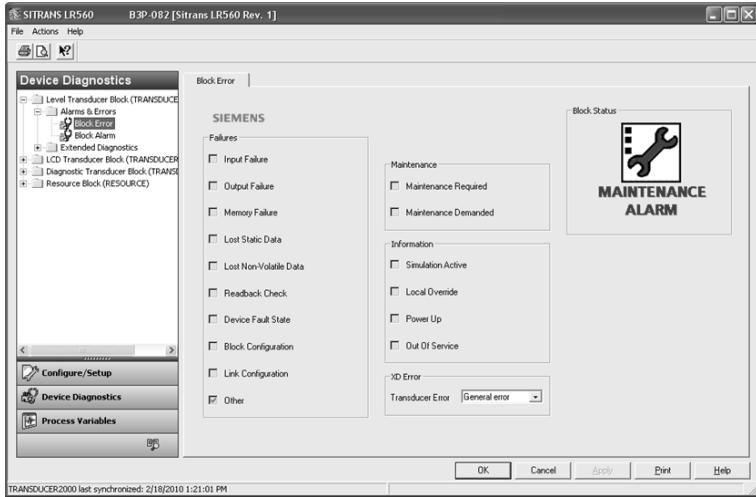 SITRANS LR560 B3P-082 [Sitrans LR560 Rev. 1]
File Actions Help
Device Diagnostics
Level Transducer Block (TRANSDUCE
Alarms & Errors
Block Error
Block Alarm
Extended Diagnostics
LCD Transducer Block (TRANSDUCER
Diagnostic Transducer Block (TRANSD
Resource Block (RESOURCE)
Configure/Setup
Device Diagnostics
Process Variables
Block Error
SIEMENS
Failures
Input Failure
Output Failure
Memory Failure
Lost Static Data
Lost Non-Volatile Data
Readback Check
Device Fault State
Block Configuration
Link Configuration
Other
Maintenance
Maintenance Required
Maintenance Demanded
Information
Simulation Active
Local Override
Power Up
Out Of Service
XD Error
Transducer Error General error
Block Status
MAINTENANCE
ALARM
OK Cancel Apply Print Help
TRANSDUCER2000 last synchronized: 2/18/2010 1:21:01 PM